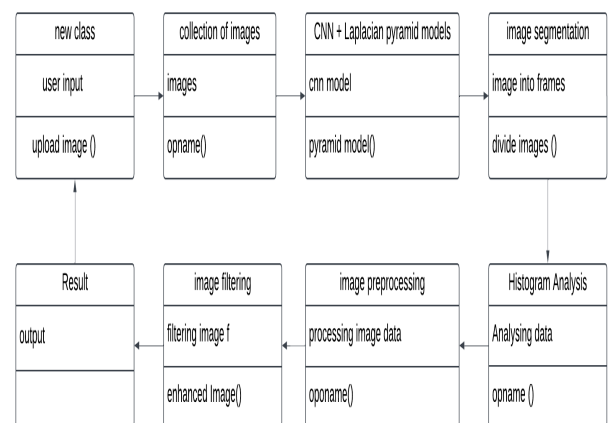 new class
user input
upload image ()
collection of images
images
opname()
CNN + Laplacian pyramid models
cnn model
pyramid model()
image segmentation
image into frames
divide images ()
Histogram Analysis
Analysing data
opname ()
image preprocessing
processing image data
oponame()
image filtering
filtering image f
enhanced Image()
Result
output